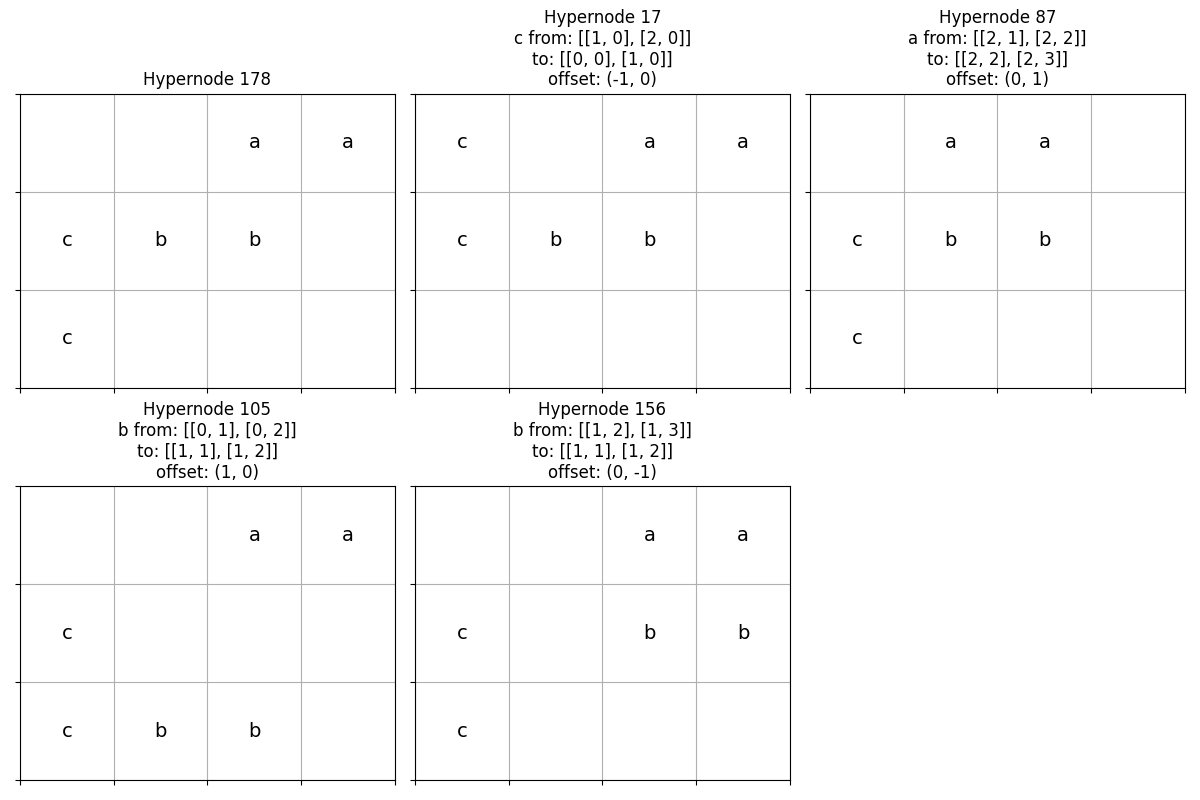 Hypernode 178
a a
c b b
c
Hypernode 17
c from: [[1, 0], [2, 0]]
to: [[0, 0], [1, 0]]
offset: (-1, 0)
c a a
c b b
Hypernode 87
a from: [[2, 1], [2, 2]]
to: [[2, 2], [2, 3]]
offset: (0, 1)
a a
c b b
c
Hypernode 105
b from: [[0, 1], [0, 2]]
to: [[1, 1], [1, 2]]
offset: (1, 0)
a a
c
c b b
Hypernode 156
b from: [[1, 2], [1, 3]]
to: [[1, 1], [1, 2]]
offset: (0, -1)
a a
c b b
c